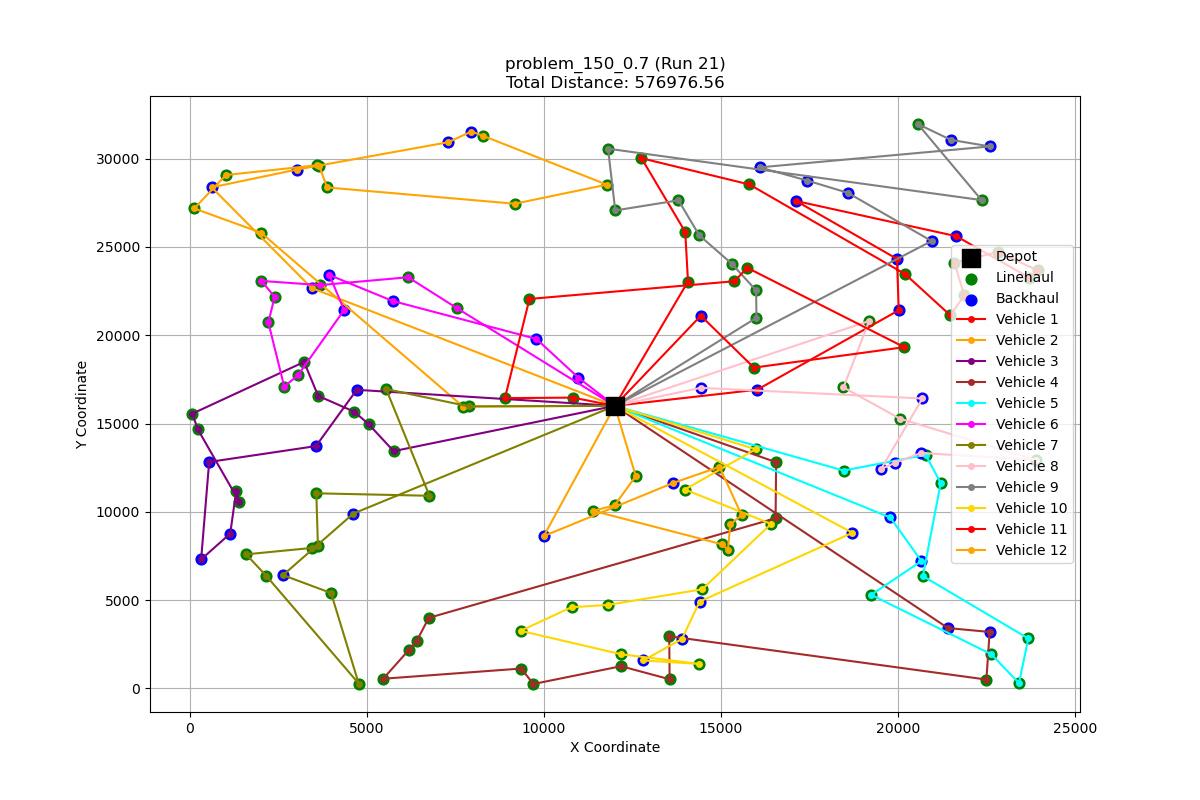 problem_150_0.7 (Run 21)
Total Distance: 576976.56
30000
25000
20000
15000
10000
5000
0
Y Coordinate
0
5000
10000
15000
20000
25000
X Coordinate
Depot
Linehaul
Backhaul
Vehicle 1
Vehicle 2
Vehicle 3
Vehicle 4
Vehicle 5
Vehicle 6
Vehicle 7
Vehicle 8
Vehicle 9
Vehicle 10
Vehicle 11
Vehicle 12